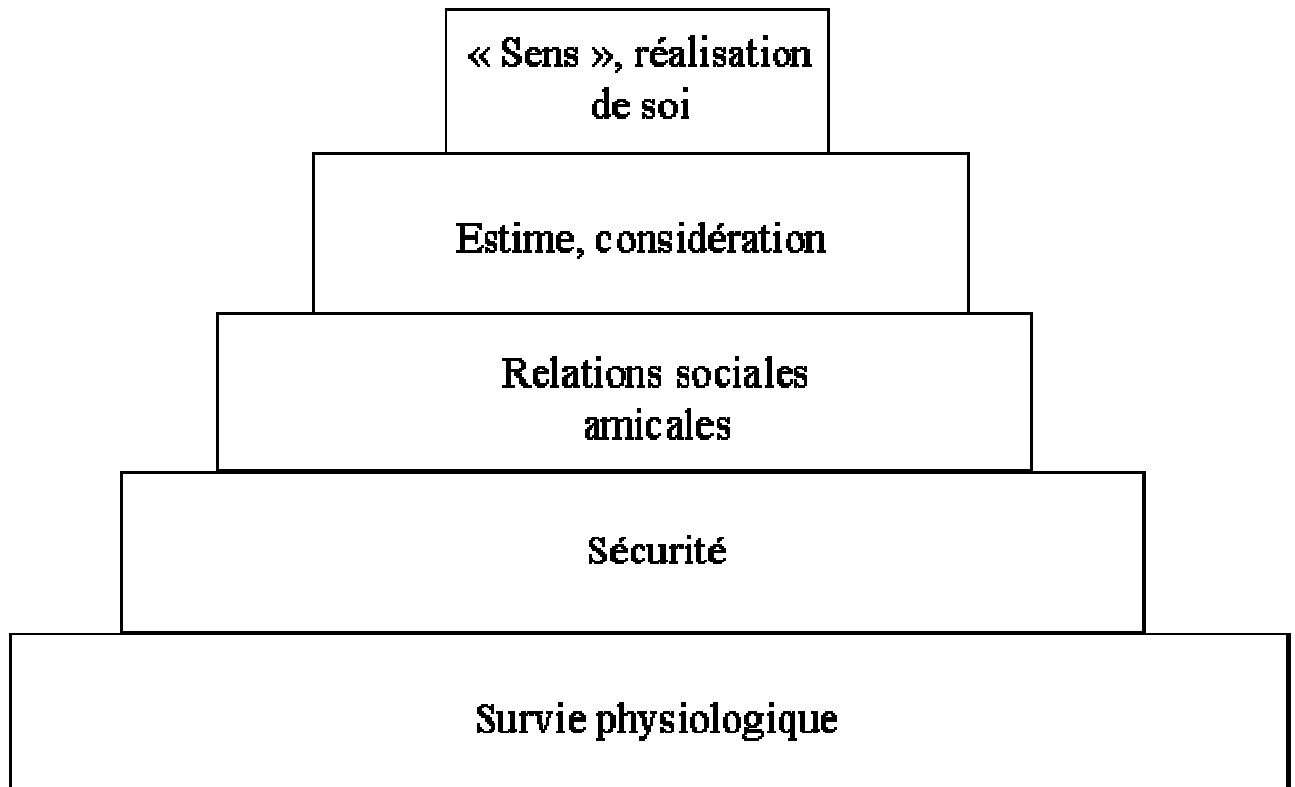 « Sens », réalisation
de soi
Estime, considération
Relations sociales
amicales
Sécurité
Survie physiologique